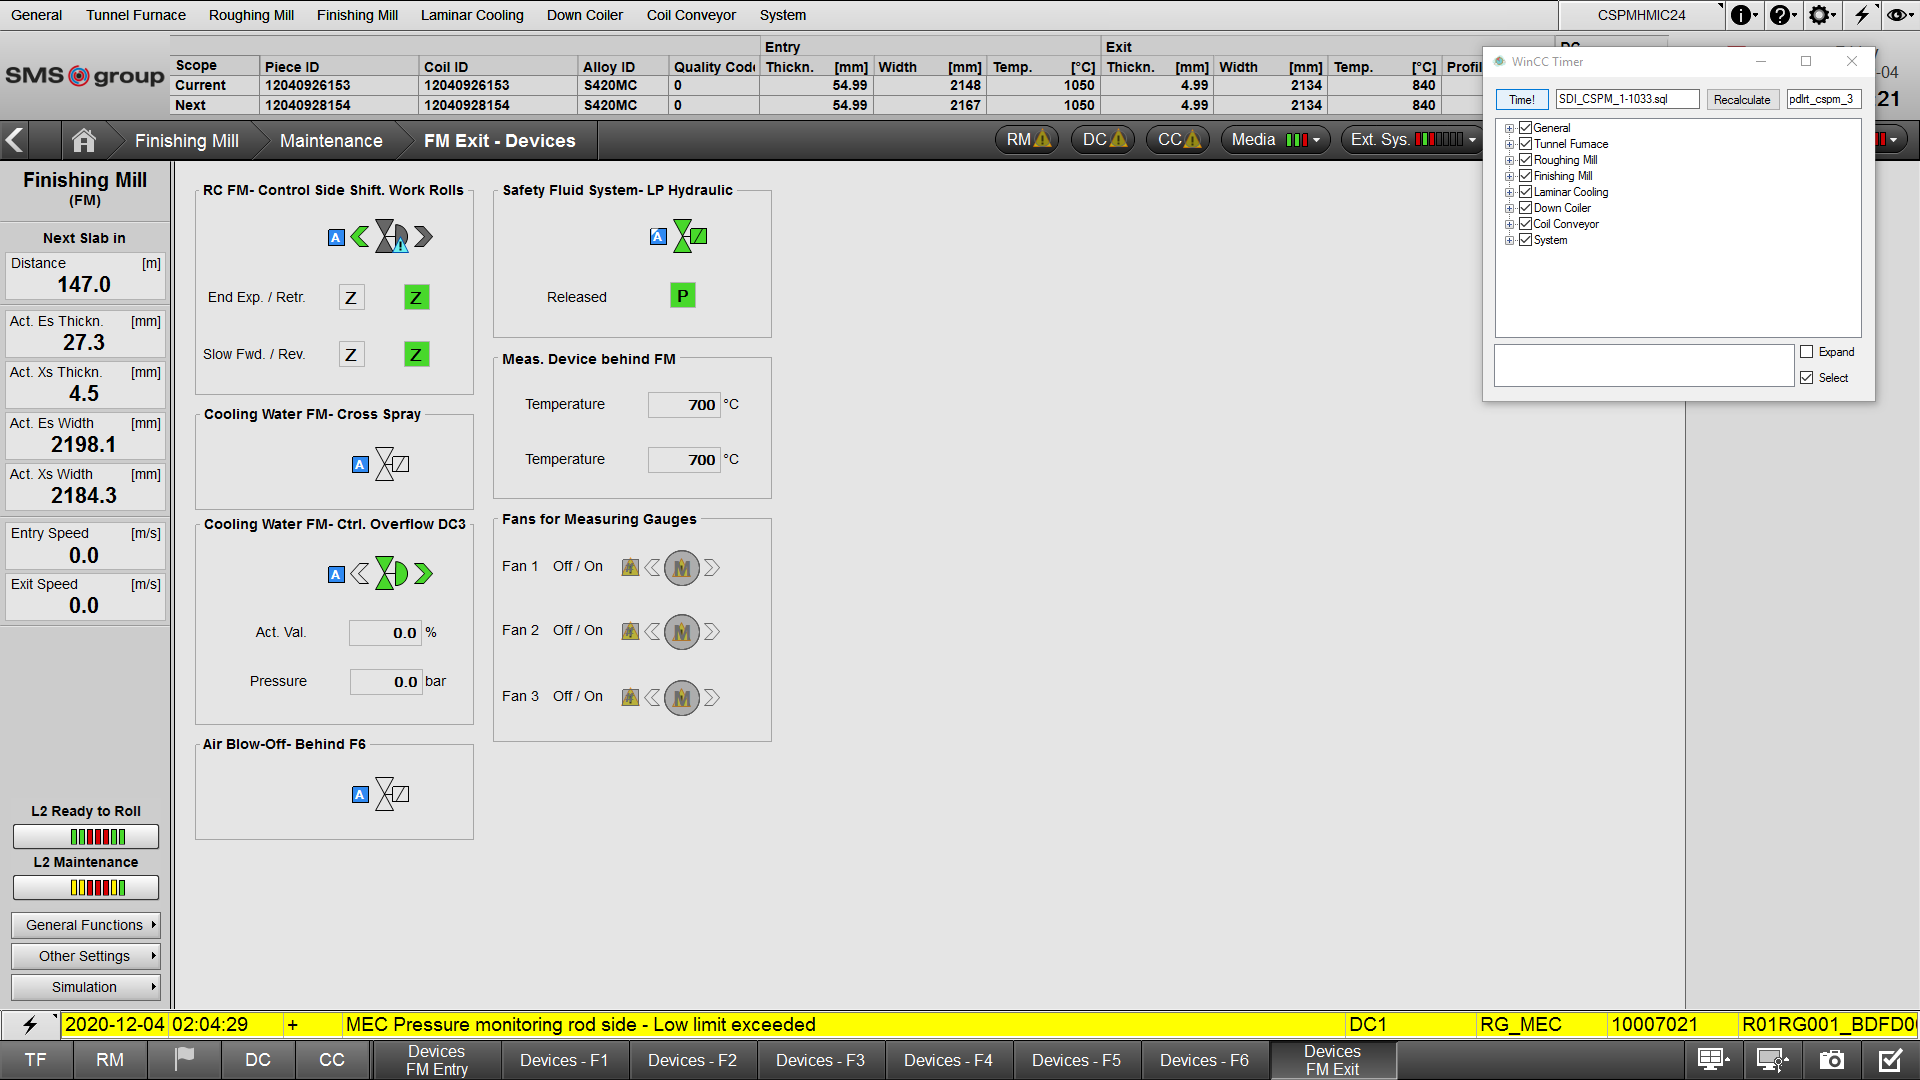 General Tunnel Furnace Roughing Mill Finishing Mill Laminar Cooling Down Coiler Coil Conveyor System CSPMHMIC24
SMS group
Entry Exit
Scope Piece ID Coil ID Alloy ID Quality Code Thickn. [mm] Width [mm] Temp. [°C] Thickn. [mm] Width [mm] Temp. [°C] Profil
Current 12040926153 12040926153 S420MC 0 54.99 2148 1050 4.99 2134 840
Next 12040928154 12040928154 S420MC 0 54.99 2167 1050 4.99 2134 840
-04
21
Finishing Mill Maintenance FM Exit - Devices RM DC CC Media Ext. Sys.
WinCC Timer
Time! SDI_CSPM_1-1033.sql Recalculate pdlrt_cspm_3
General
Tunnel Furnace
Roughing Mill
Finishing Mill
Laminar Cooling
Down Coiler
Coil Conveyor
System
Expand
Select
Finishing Mill
(FM)
Next Slab in
Distance [m]
147.0
Act. Es Thickn. [mm]
27.3
Act. Xs Thickn. [mm]
4.5
Act. Es Width [mm]
2198.1
Act. Xs Width [mm]
2184.3
Entry Speed [m/s]
0.0
Exit Speed [m/s]
0.0
L2 Ready to Roll
L2 Maintenance
General Functions
Other Settings
Simulation
RC FM- Control Side Shift. Work Rolls
A
End Exp. / Retr. Z Z
Slow Fwd. / Rev. Z Z
Cooling Water FM- Cross Spray
A
Cooling Water FM- Ctrl. Overflow DC3
A
Act. Val. 0.0 %
Pressure 0.0 bar
Air Blow-Off- Behind F6
A
Safety Fluid System- LP Hydraulic
A
Released P
Meas. Device behind FM
Temperature 700 °C
Temperature 700 °C
Fans for Measuring Gauges
Fan 1 Off / On M
Fan 2 Off / On M
Fan 3 Off / On M
2020-12-04 02:04:29 + MEC Pressure monitoring rod side - Low limit exceeded DC1 RG_MEC 10007021 R01RG001_BDFD0
TF RM DC CC Devices FM Entry Devices - F1 Devices - F2 Devices - F3 Devices - F4 Devices - F5 Devices - F6 Devices FM Exit